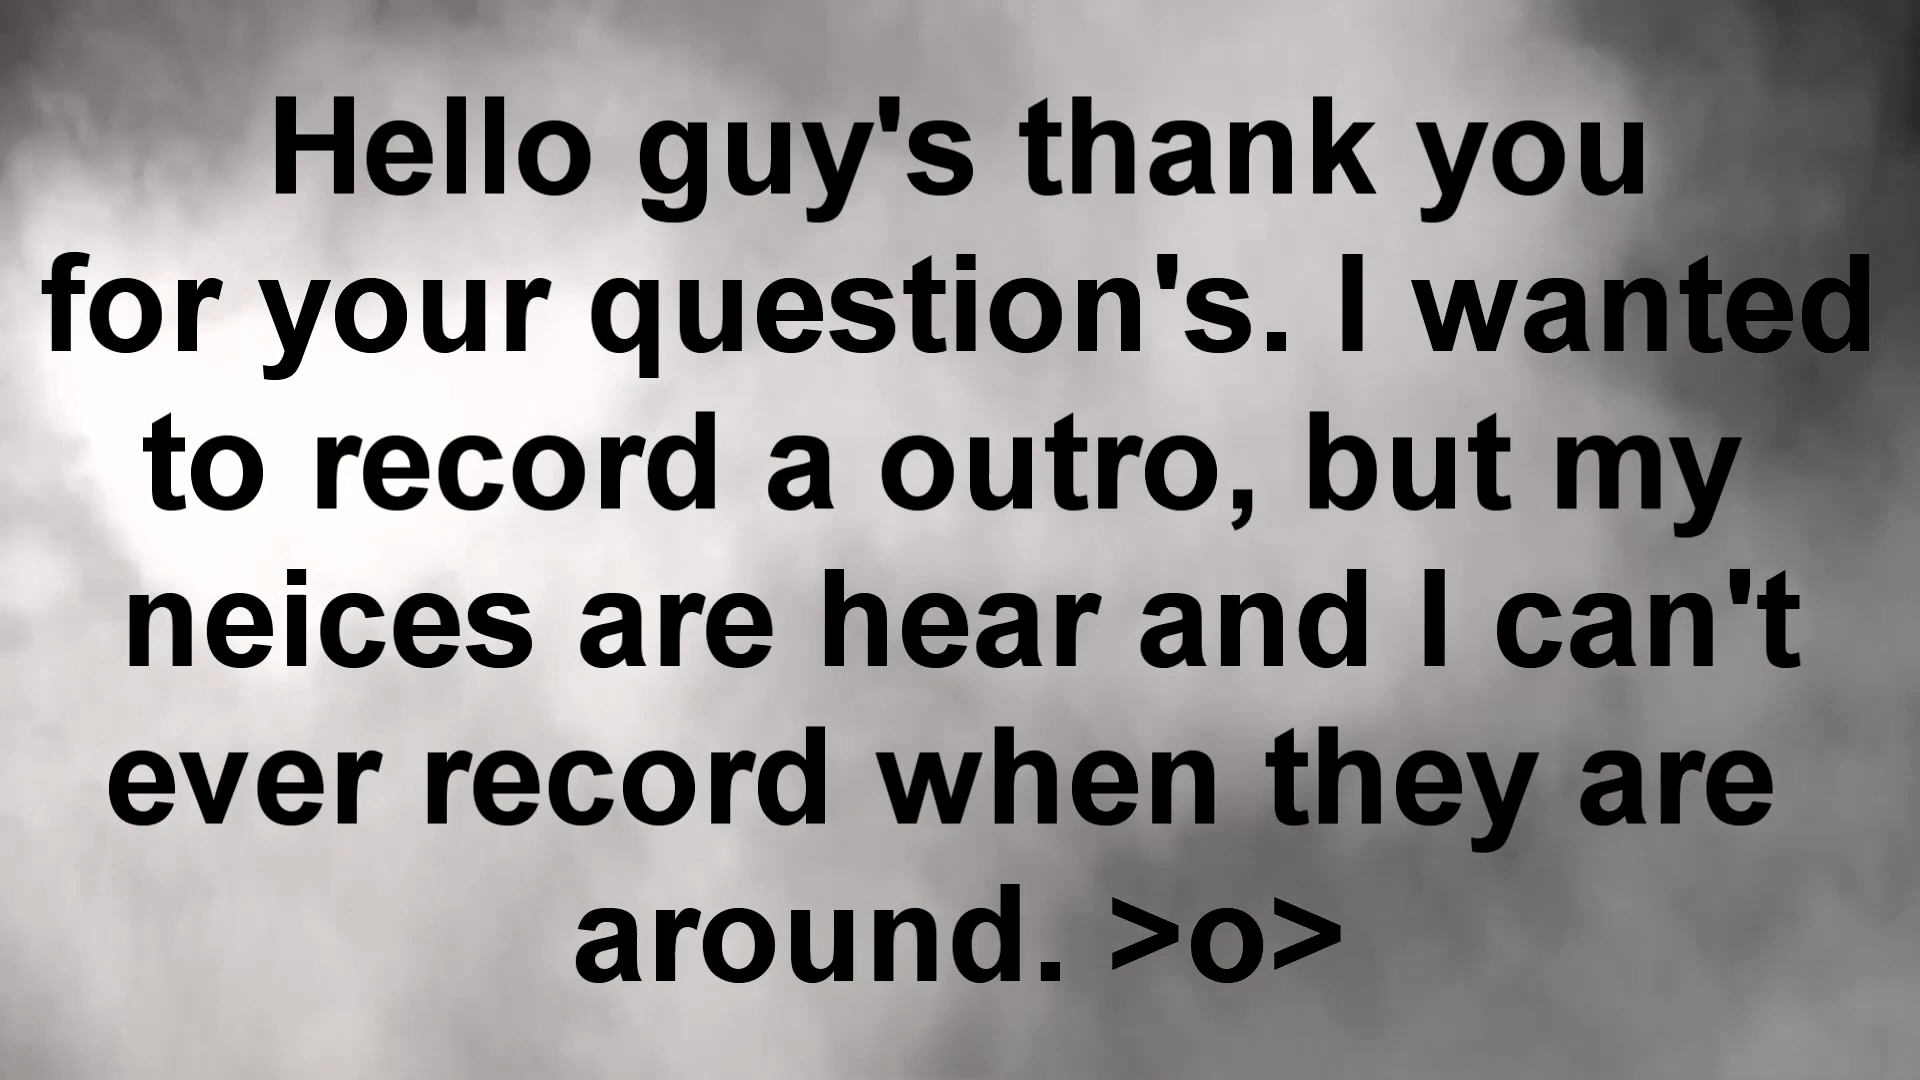 Hello guy's thank you
for your question's. I wanted
to record a outro, but my
neices are hear and I can't
ever record when they are
around. >o>